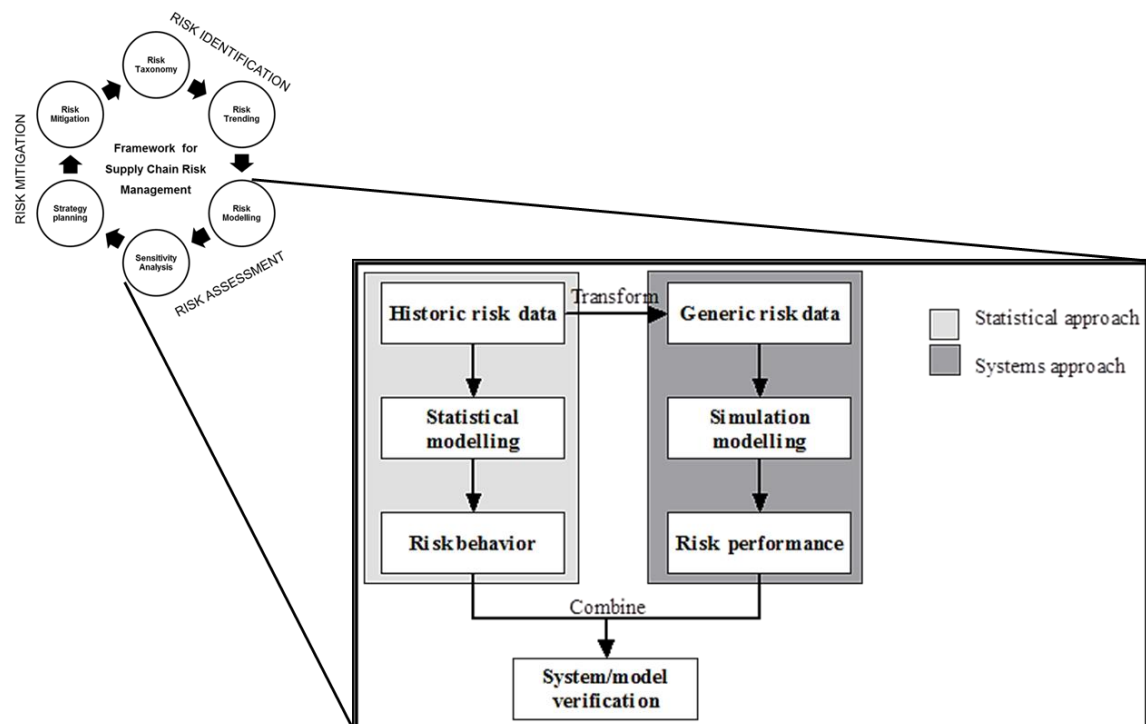 RISK IDENTIFICATION
Risk
Taxonomy
Risk
Trending
Risk
Modelling
Sensitivity
Analysis
Strategy
planning
Risk
Mitigation
Framework for
Supply Chain Risk
Management
RISK MITIGATION
RISK ASSESSMENT
Historic risk data
Transform
Generic risk data
Statistical
modelling
Simulation
modelling
Risk behavior
Risk performance
Combine
System/model
verification
Statistical approach
Systems approach